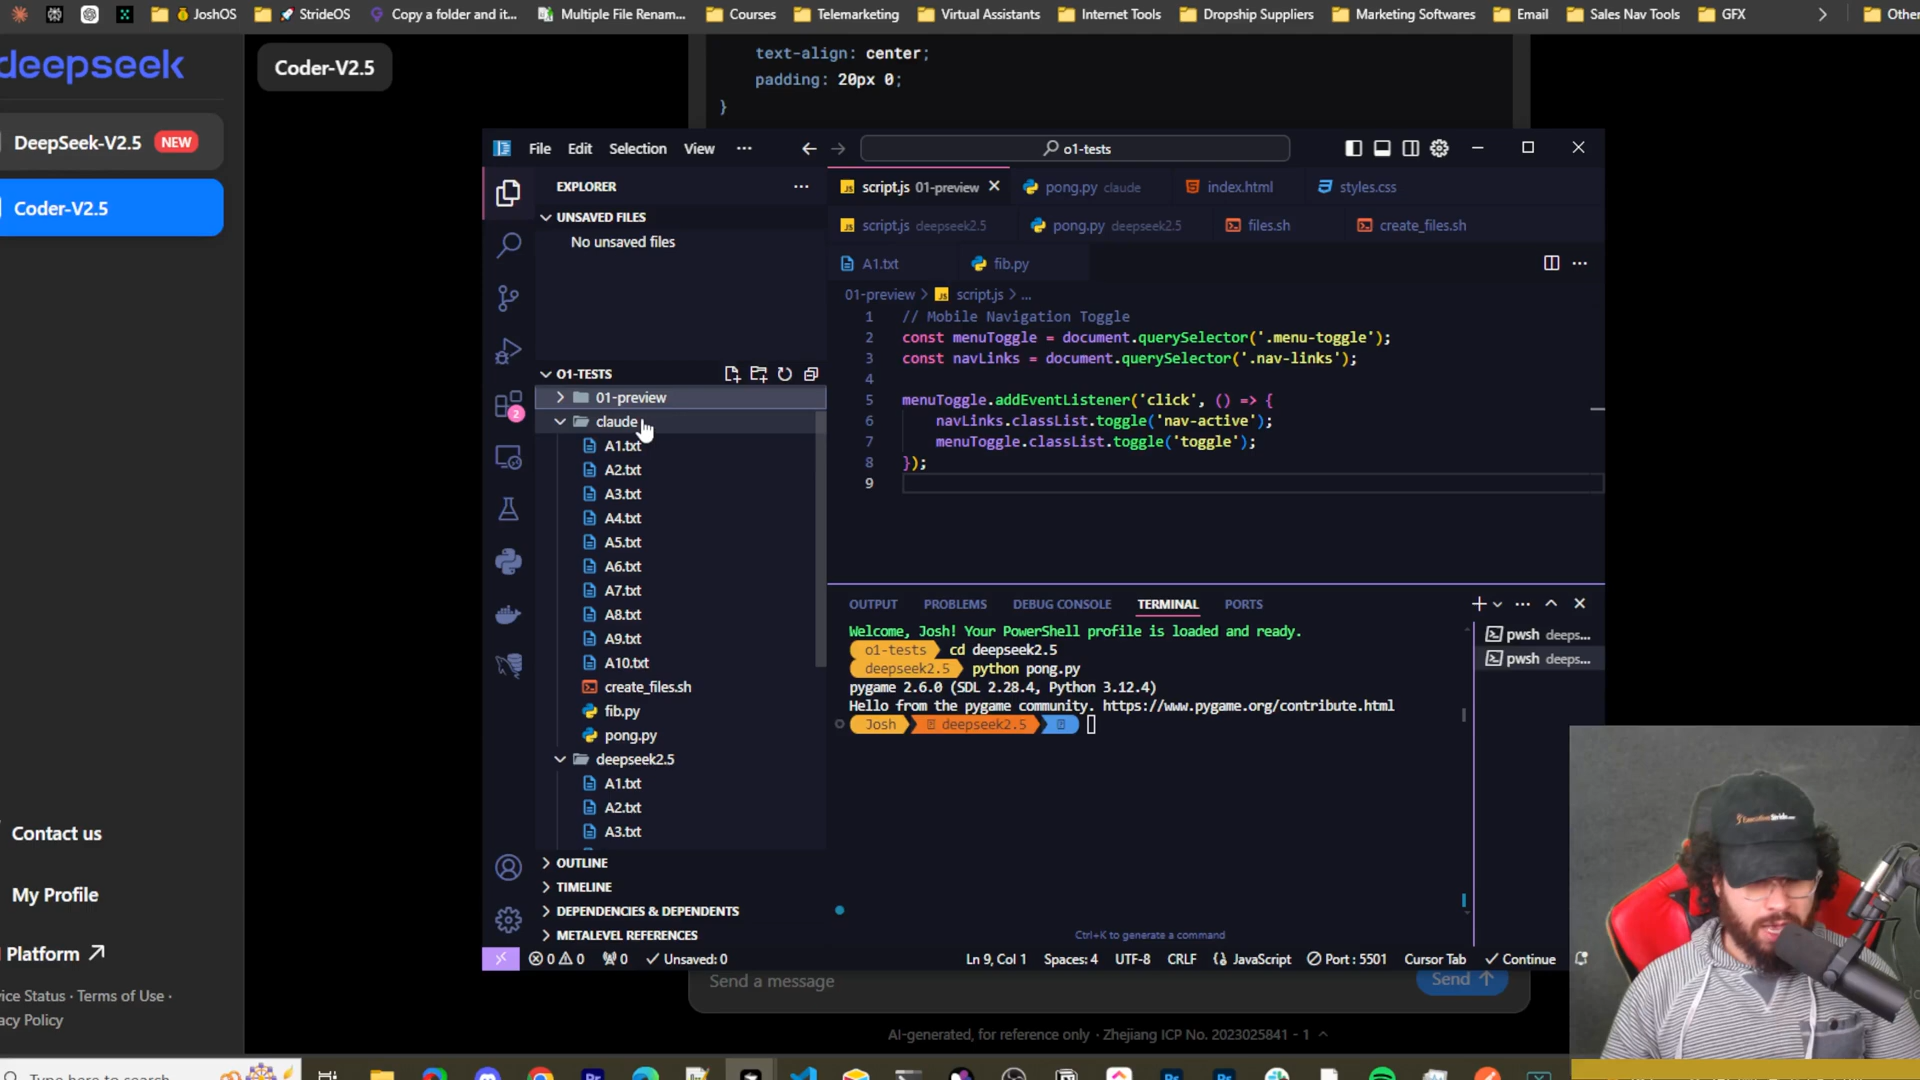 JoshOS
StrideOS
Copy a folder and it...
Multiple File Renam...
Courses
Telemarketing
Virtual Assistants
Internet Tools
Dropship Suppliers
Marketing Softwares
Email
Sales Nav Tools
GFX
Other
deepseek
DeepSeek-V2.5 NEW
Coder-V2.5
Contact us
My Profile
Platform
Terms of Use
Policy
Coder-V2.5
text-align: center;
padding: 20px 0;
}
File Edit Selection View ...
o1-tests
EXPLORER
UNSAVED FILES
No unsaved files
O1-TESTS
01-preview
claude
A1.txt
A2.txt
A3.txt
A4.txt
A5.txt
A6.txt
A7.txt
A8.txt
A9.txt
A10.txt
create_files.sh
fib.py
pong.py
deepseek2.5
A1.txt
A2.txt
A3.txt
OUTLINE
TIMELINE
DEPENDENCIES & DEPENDENTS
METALEVEL REFERENCES
2
script.js 01-preview
pong.py claude
index.html
styles.css
script.js deepseek2.5
pong.py deepseek2.5
files.sh
create_files.sh
A1.txt
fib.py
01-preview > script.js > ...
1 // Mobile Navigation Toggle
2 const menuToggle = document.querySelector('.menu-toggle');
3 const navLinks = document.querySelector('.nav-links');
4
5 menuToggle.addEventListener('click', () => {
6 navLinks.classList.toggle('nav-active');
7 menuToggle.classList.toggle('toggle');
8 });
9
OUTPUT PROBLEMS DEBUG CONSOLE TERMINAL PORTS
Welcome, Josh! Your PowerShell profile is loaded and ready.
o1-tests cd deepseek2.5
deepseek2.5 python pong.py
pygame 2.6.0 (SDL 2.28.4, Python 3.12.4)
Hello from the pygame community. https://www.pygame.org/contribute.html
Josh deepseek2.5
pwsh deeps...
pwsh deeps...
Ctrl+K to generate a command
0 0 0 Unsaved: 0
Ln 9, Col 1 Spaces: 4 UTF-8 CRLF JavaScript Port : 5501 Cursor Tab Continue
Send a message
Send
AI-generated, for reference only · Zhejiang ICP No. 2023025841 - 1
Type here to search